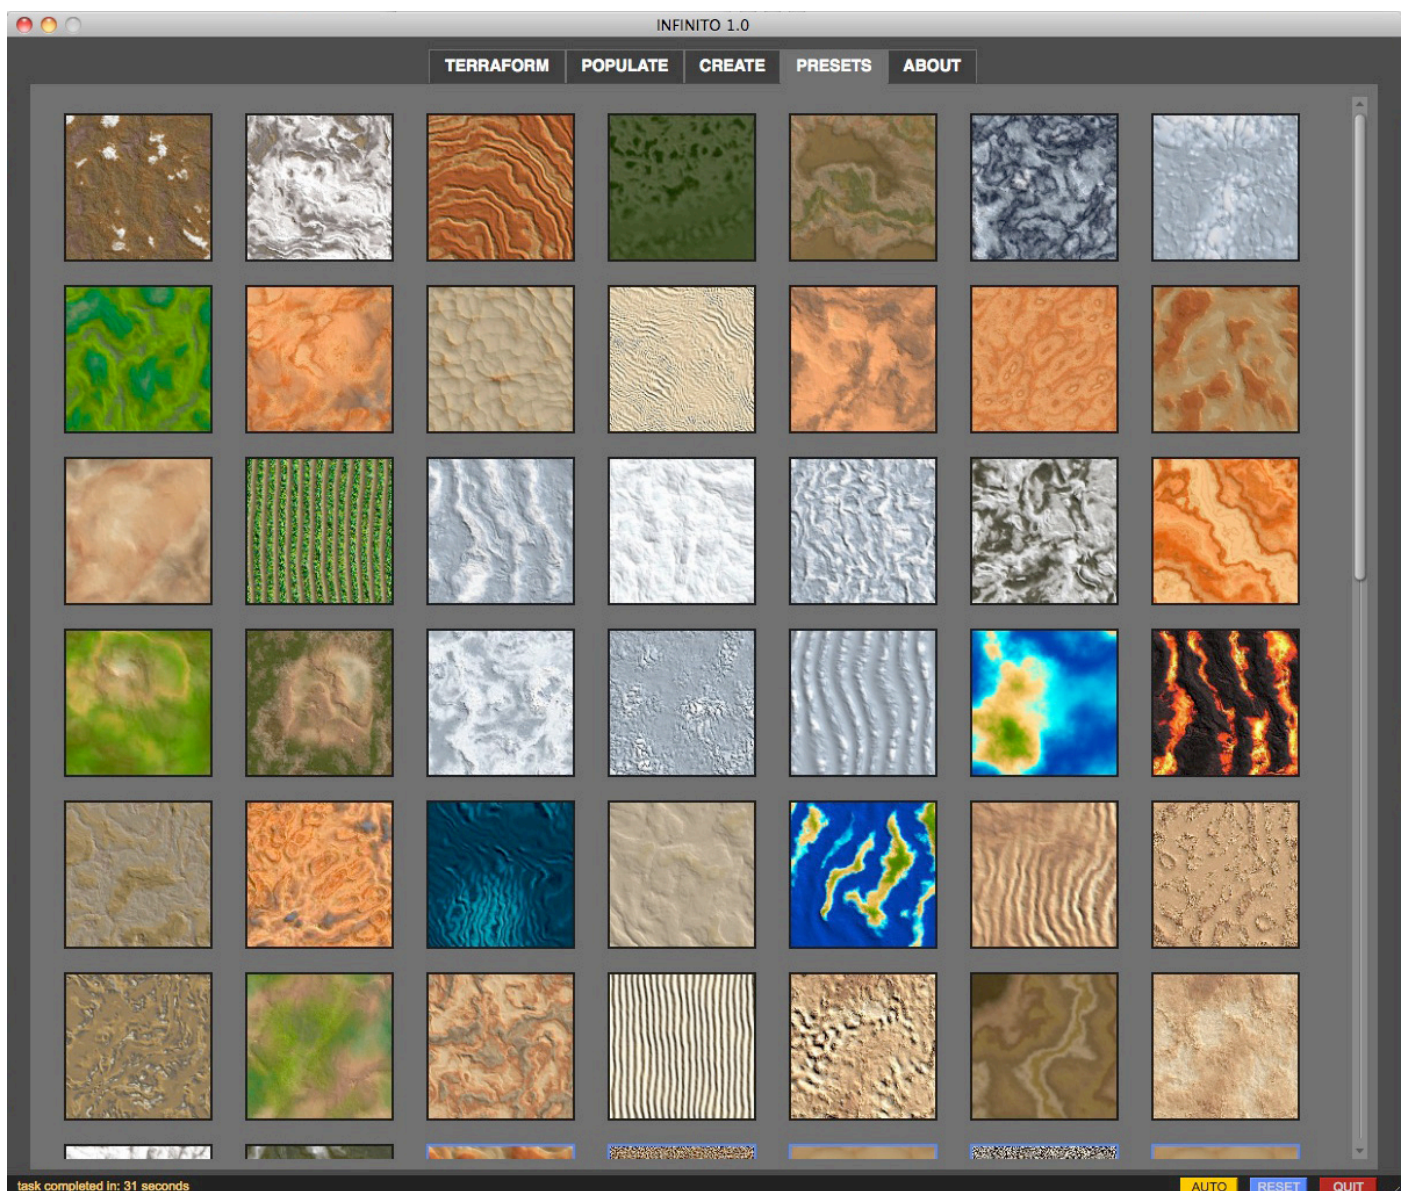 INFINITO 1.0
TERRAFORM POPULATE CREATE PRESETS ABOUT
task completed in: 31 seconds AUTO RESET QUIT